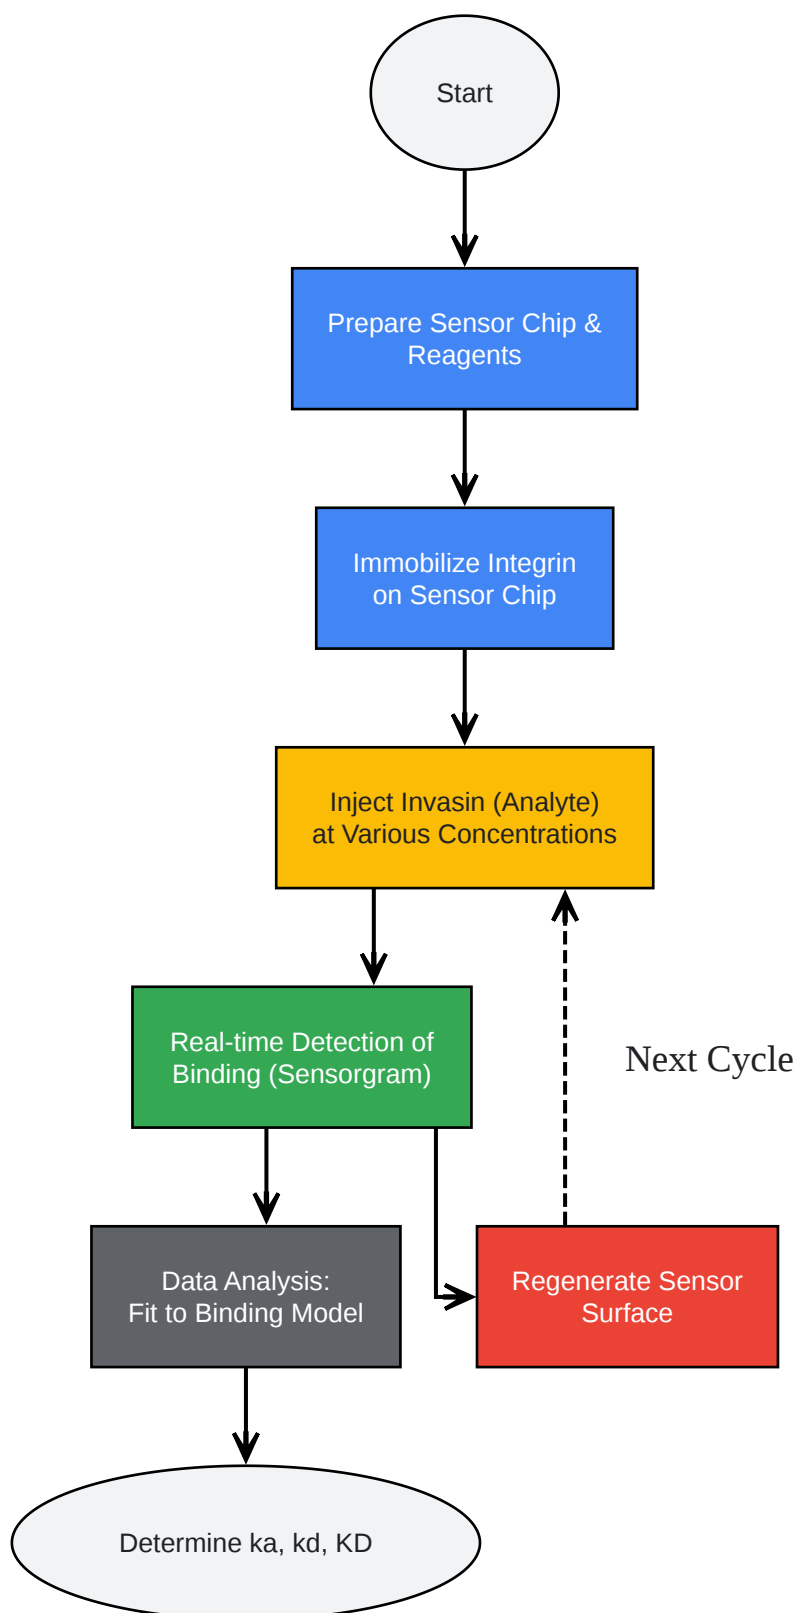 Start
Prepare Sensor Chip &
Reagents
Immobilize Integrin
on Sensor Chip
Inject Invasin (Analyte)
at Various Concentrations
Real-time Detection of
Binding (Sensorgram)
Next Cycle
Data Analysis:
Fit to Binding Model
Regenerate Sensor
Surface
Determine ka, kd, KD